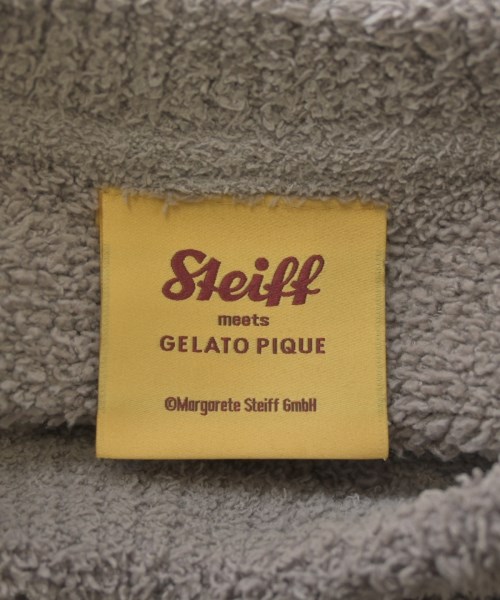 Steiff
meets
GELATO PIQUE
©Margarete Steiff GmbH